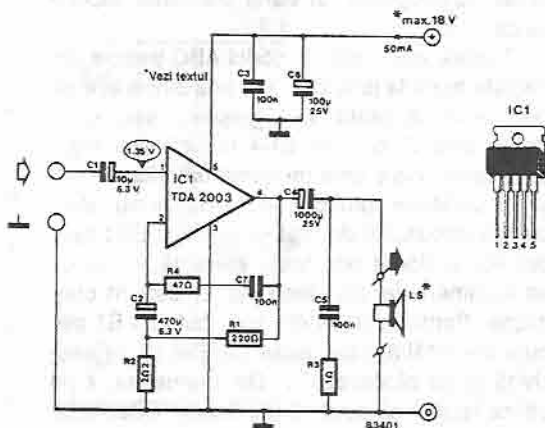 *max. 18 V
50mA
Vezi textul
C3
100n
C6
100µ
25V
IC1
1.35 V
C1
10µ
6.3 V
1
5
IC1
TDA 2003
4
2
3
C4
1000µ
25V
1 2 3 4 5
R4
47Ω
C7
100n
C2
470µ
6.3 V
R1
220Ω
C5
100n
LS*
R2
2Ω2
R3
1Ω
83401
0